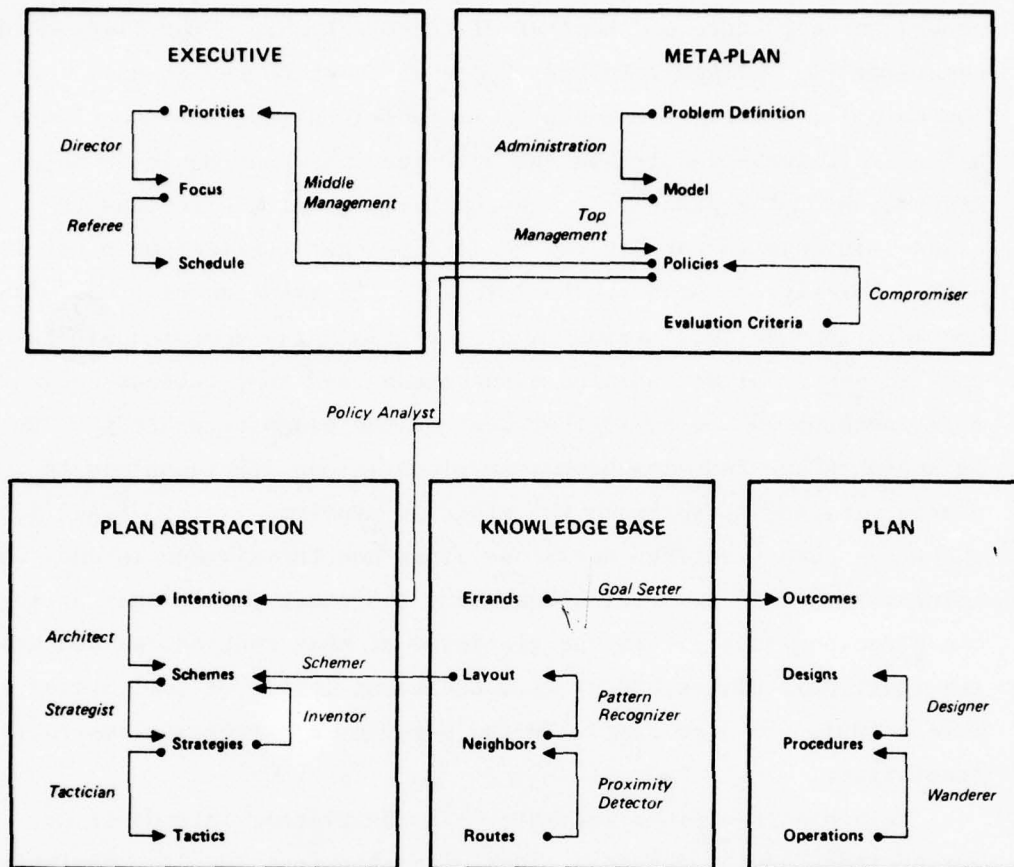 EXECUTIVE
Priorities
Director
Focus
Middle
Management
Referee
Schedule
META-PLAN
Problem Definition
Administration
Model
Top
Management
Policies
Compromiser
Evaluation Criteria
Policy Analyst
PLAN ABSTRACTION
Intentions
Architect
Schemes
Schemer
Strategist
Inventor
Strategies
Tactician
Tactics
KNOWLEDGE BASE
Errands
Goal Setter
Layout
Pattern
Recognizer
Neighbors
Proximity
Detector
Routes
PLAN
Outcomes
Designs
Designer
Procedures
Wanderer
Operations